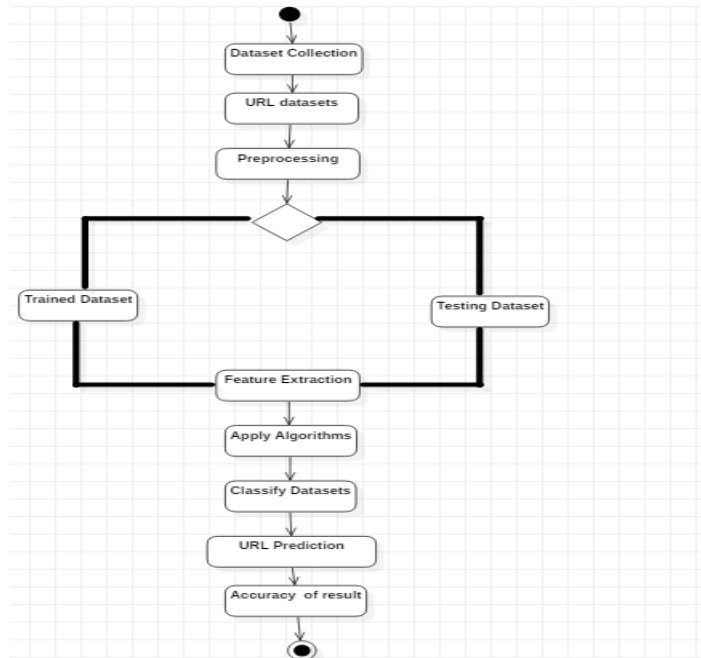 Dataset Collection
URL datasets
Preprocessing
Trained Dataset
Testing Dataset
Feature Extraction
Apply Algorithms
Classify Datasets
URL Prediction
Accuracy of result